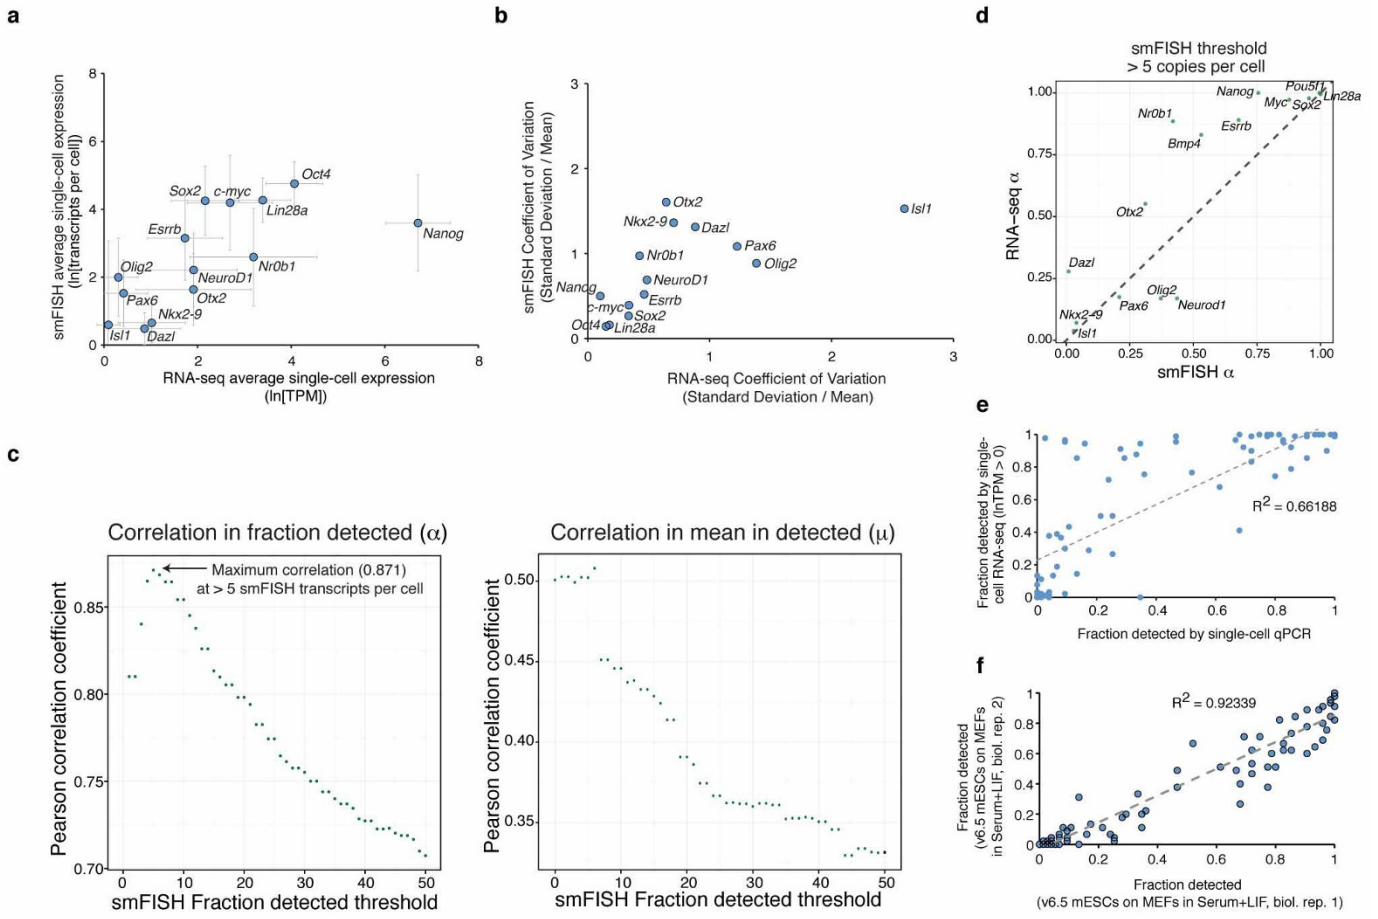 a
smFISH average single-cell expression
(ln[transcripts per cell])
8
6
4
2
0
0
2
4
6
8
Sox2
c-myc
Oct4
Lin28a
Nanog
Esrrb
Nr0b1
Olig2
NeuroD1
Pax6
Otx2
Nkx2-9
Isl1
Dazl
RNA-seq average single-cell expression
(ln[TPM])
b
smFISH Coefficient of Variation
(Standard Deviation / Mean)
3
2
1
0
0
1
2
3
Otx2
Isl1
Nkx2-9
Dazl
Pax6
Nr0b1
Olig2
NeuroD1
Nanog
Esrrb
c-myc
Sox2
Oct4
Lin28a
RNA-seq Coefficient of Variation
(Standard Deviation / Mean)
c
Correlation in fraction detected (α)
Maximum correlation (0.871)
at > 5 smFISH transcripts per cell
Pearson correlation coefficient
0.85
0.80
0.75
0.70
0
10
20
30
40
50
smFISH Fraction detected threshold
Correlation in mean in detected (μ)
Pearson correlation coefficient
0.50
0.45
0.40
0.35
0
10
20
30
40
50
smFISH Fraction detected threshold
d
smFISH threshold
> 5 copies per cell
RNA-seq α
1.00
0.75
0.50
0.25
0.00
0.00
0.25
0.50
0.75
1.00
Nanog
Pou5f1
Myc
Sox2
Lin28a
Nr0b1
Esrrb
Bmp4
Otx2
Dazl
Olig2
Pax6
Neurod1
Nkx2-9
Isl1
smFISH α
e
Fraction detected by single-
cell RNA-seq (lnTPM > 0)
1
0.8
0.6
0.4
0.2
0
0
0.2
0.4
0.6
0.8
1
R2 = 0.66188
Fraction detected by single-cell qPCR
f
Fraction detected
(v6.5 mESCs on MEFs
in Serum+LIF, biol. rep. 2)
1
0.8
0.6
0.4
0.2
0
0
0.2
0.4
0.6
0.8
1
R2 = 0.92339
Fraction detected
(v6.5 mESCs on MEFs in Serum+LIF, biol. rep. 1)